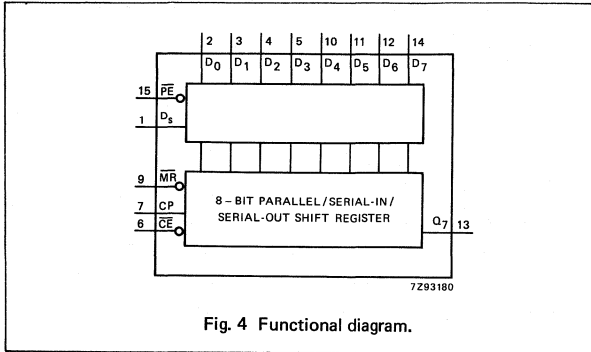 2 3 4 5 10 11 12 14
D0 D1 D2 D3 D4 D5 D6 D7
15 PE
1 Ds
9 MR
7 CP
6 CE
8-BIT PARALLEL/SERIAL-IN/
SERIAL-OUT SHIFT REGISTER
Q7 13
7Z93180
Fig. 4 Functional diagram.